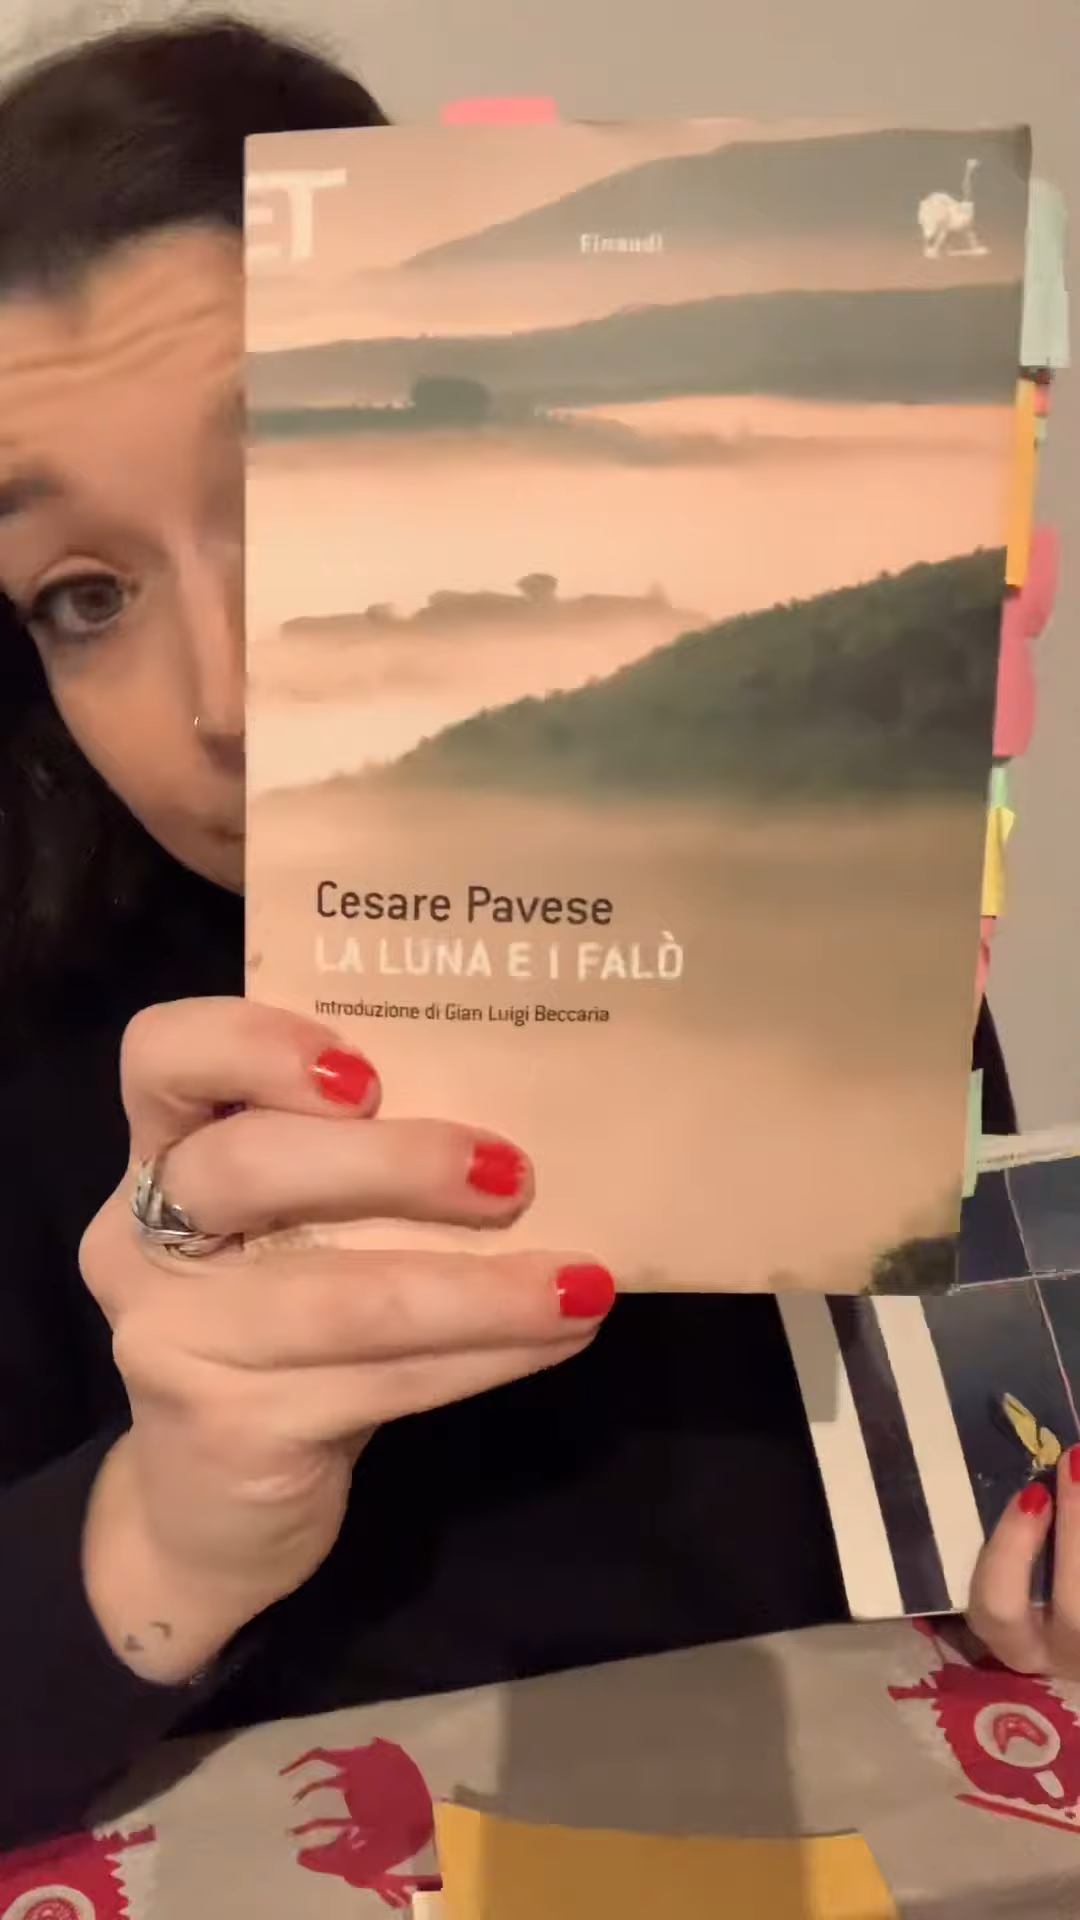 ET
Einaudi
Cesare Pavese
LA LUNA E I FALÒ
Introduzione di Gian Luigi Beccaria